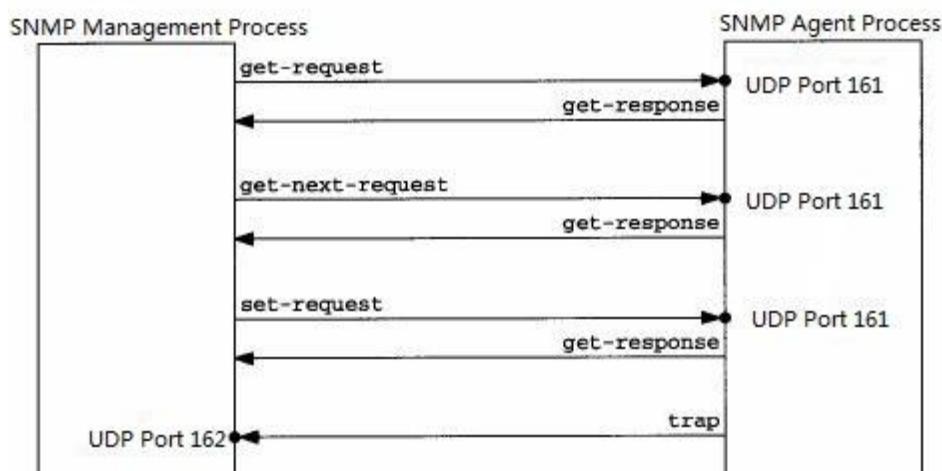 SNMP Management Process
SNMP Agent Process
get-request
UDP Port 161
get-response
get-next-request
UDP Port 161
get-response
set-request
UDP Port 161
get-response
trap
UDP Port 162